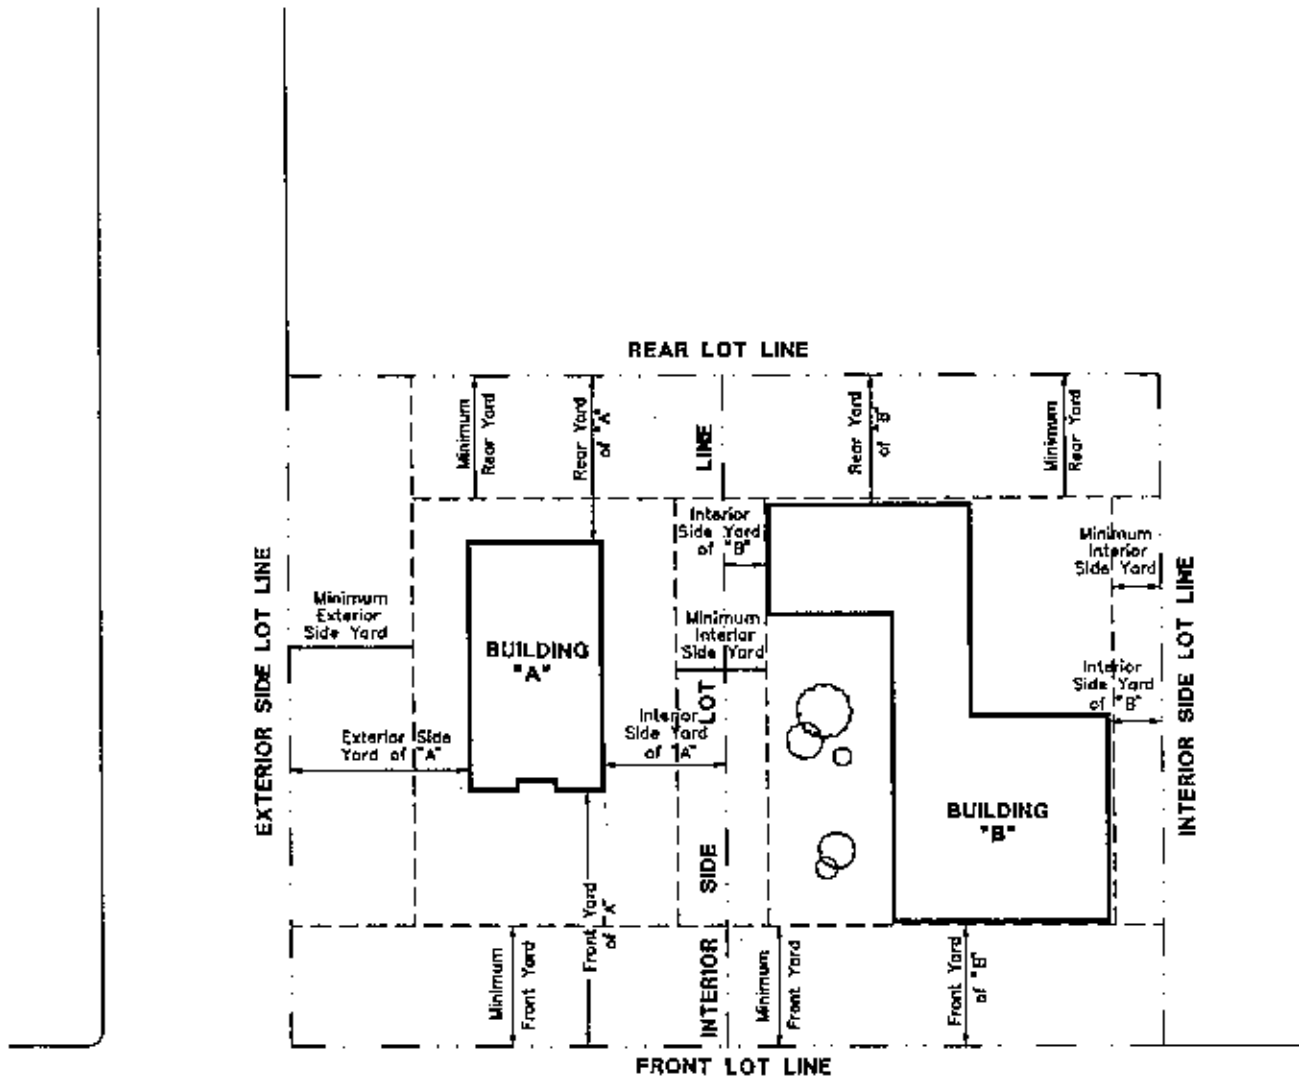 REAR LOT LINE
Minimum
Rear Yard
Rear Yard
of "A"
LINE
Rear Yard
of "B"
Minimum
Rear Yard
Interior
Side Yard
of "B"
Minimum
Interior
Side Yard
EXTERIOR SIDE LOT LINE
Minimum
Exterior
Side Yard
BUILDING
"A"
Minimum
Interior
Side Yard
INTERIOR SIDE LOT LINE
Interior
Side Yard
of "B"
LOT
Interior
Side Yard
of "A"
Exterior Side
Yard of "A"
BUILDING
"B"
SIDE
Front Yard
of "A"
INTERIOR
Minimum
Front Yard
Minimum
Front Yard
Front Yard
of "B"
FRONT LOT LINE